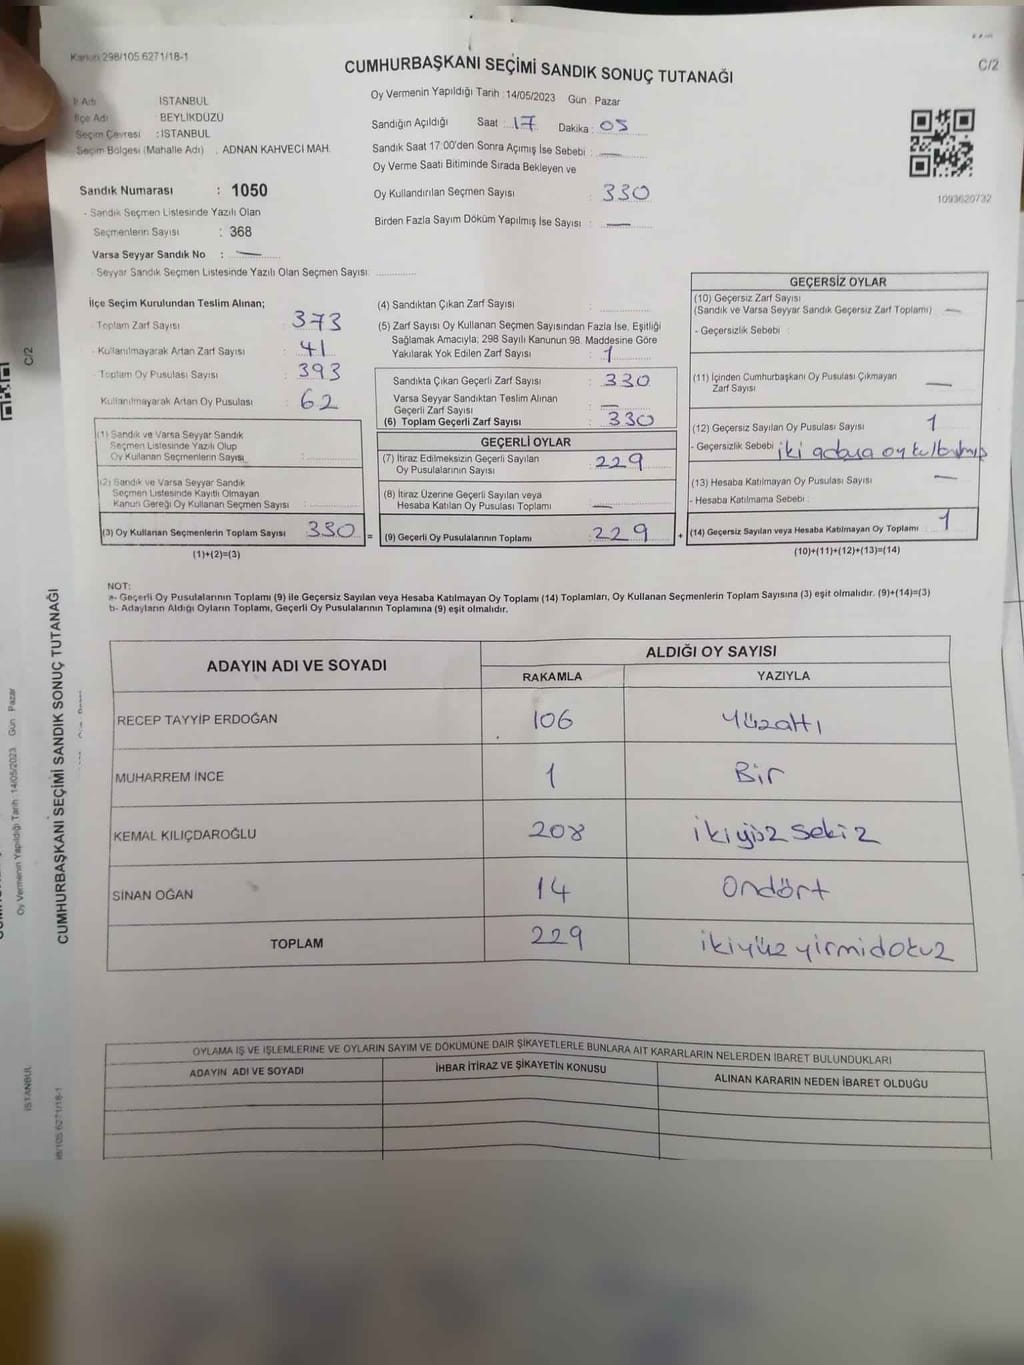 Kanun 298/105 6271/18-1
CUMHURBAŞKANI SEÇİMİ SANDIK SONUÇ TUTANAĞI
C/2
İl Adı İSTANBUL
İlçe Adı : BEYLİKDÜZÜ
Seçim Çevresi : İSTANBUL
Seçim Bölgesi (Mahalle Adı) . ADNAN KAHVECİ MAH.
Oy Vermenin Yapıldığı Tarih : 14/05/2023 Gün : Pazar
Sandığın Açıldığı Saat : 17 Dakika : 05
Sandık Saat 17:00'den Sonra Açımış İse Sebebi : —
Oy Verme Saati Bitiminde Sırada Bekleyen ve
Oy Kullandırılan Seçmen Sayısı : 330
Birden Fazla Sayım Döküm Yapılmış İse Sayısı : —
1093620732
Sandık Numarası : 1050
- Sandık Seçmen Listesinde Yazılı Olan
Seçmenlerin Sayısı : 368
Varsa Seyyar Sandık No : —
- Seyyar Sandık Seçmen Listesinde Yazılı Olan Seçmen Sayısı:
İlçe Seçim Kurulundan Teslim Alınan;
- Toplam Zarf Sayısı : 373
- Kullanılmayarak Artan Zarf Sayısı : 41
- Toplam Oy Pusulası Sayısı : 393
Kullanılmayarak Artan Oy Pusulası : 62
(1) Sandık ve Varsa Seyyar Sandık
Seçmen Listesinde Yazılı Olup
Oy Kullanan Seçmenlerin Sayısı :
(2) Sandık ve Varsa Seyyar Sandık
Seçmen Listesinde Kayıtlı Olmayan
Kanun Gereği Oy Kullanan Seçmen Sayısı :
(3) Oy Kullanan Seçmenlerin Toplam Sayısı 330 =
(1)+(2)=(3)
(4) Sandıktan Çıkan Zarf Sayısı :
(5) Zarf Sayısı Oy Kullanan Seçmen Sayısından Fazla İse, Eşitliği
Sağlamak Amacıyla; 298 Sayılı Kanunun 98. Maddesine Göre
Yakılarak Yok Edilen Zarf Sayısı : 1
Sandıkta Çıkan Geçerli Zarf Sayısı : 330
Varsa Seyyar Sandıktan Teslim Alınan
Geçerli Zarf Sayısı : —
(6) Toplam Geçerli Zarf Sayısı : 330
GEÇERLİ OYLAR
(7) İtiraz Edilmeksizin Geçerli Sayılan
Oy Pusulalarının Sayısı : 229
(8) İtiraz Üzerine Geçerli Sayılan veya
Hesaba Katılan Oy Pusulası Toplamı : —
(9) Geçerli Oy Pusulalarının Toplamı : 229 +
GEÇERSİZ OYLAR
(10) Geçersiz Zarf Sayısı
(Sandık ve Varsa Seyyar Sandık Geçersiz Zarf Toplamı) : —
- Geçersizlik Sebebi :
(11) İçinden Cumhurbaşkanı Oy Pusulası Çıkmayan
Zarf Sayısı —
(12) Geçersiz Sayılan Oy Pusulası Sayısı 1
- Geçersizlik Sebebi : iki adaya oy
(13) Hesaba Katılmayan Oy Pusulası Sayısı —
- Hesaba Katılmama Sebebi :
(14) Geçersiz Sayılan veya Hesaba Katılmayan Oy Toplamı 1
(10)+(11)+(12)+(13)=(14)
NOT:
a- Geçerli Oy Pusulalarının Toplamı (9) ile Geçersiz Sayılan veya Hesaba Katılmayan Oy Toplamı (14) Toplamları, Oy Kullanan Seçmenlerin Toplam Sayısına (3) eşit olmalıdır. (9)+(14)=(3)
b- Adayların Aldığı Oyların Toplamı, Geçerli Oy Pusulalarının Toplamına (9) eşit olmalıdır.
ADAYIN ADI VE SOYADI ALDIĞI OY SAYISI
RAKAMLA YAZIYLA
RECEP TAYYİP ERDOĞAN 106 Yüzaltı
MUHARREM İNCE 1 Bir
KEMAL KILIÇDAROĞLU 208 ikiyüz sekiz
SİNAN OĞAN 14 Ondört
TOPLAM 229 ikiyüz yirmidokuz
OYLAMA İŞ VE İŞLEMLERİNE VE OYLARIN SAYIM VE DÖKÜMÜNE DAİR ŞİKAYETLERLE BUNLARA AİT KARARLARIN NELERDEN İBARET BULUNDUKLARI
ADAYIN ADI VE SOYADI İHBAR İTİRAZ VE ŞİKAYETİN KONUSU ALINAN KARARIN NEDEN İBARET OLDUĞU
C/2
CUMHURBAŞKANI SEÇİMİ SANDIK SONUÇ TUTANAĞI
Oy Vermenin Yapıldığı Tarih : 14/05/2023 Gün : Pazar
İSTANBUL
98/105 6271/18-1